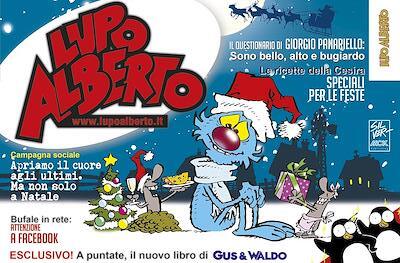 LUPO
ALBERTO
www.lupoalberto.it
IL QUESTIONARIO DI GIORGIO PANARIELLO:
Sono bello, alto e bugiardo
Le ricette della Cesira
SPECIALI
PER LE FESTE
LUPO ALBERTO
SILVER
MCK
Campagna sociale
Apriamo il cuore
agli ultimi.
Ma non solo
a Natale
Bufale in rete:
ATTENZIONE
A FACEBOOK
ESCLUSIVO! A puntate, il nuovo libro di GUS & WALDO